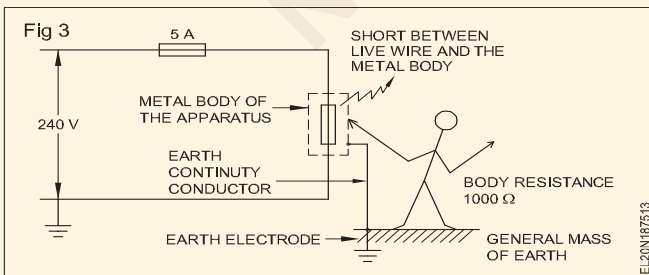 Fig 3
5 A
SHORT BETWEEN
LIVE WIRE AND THE
METAL BODY
METAL BODY OF
THE APPARATUS
240 V
EARTH
CONTINUTY
CONDUCTOR
BODY RESISTANCE
1000 Ω
EARTH ELECTRODE
GENERAL MASS
OF EARTH
EL20N187513